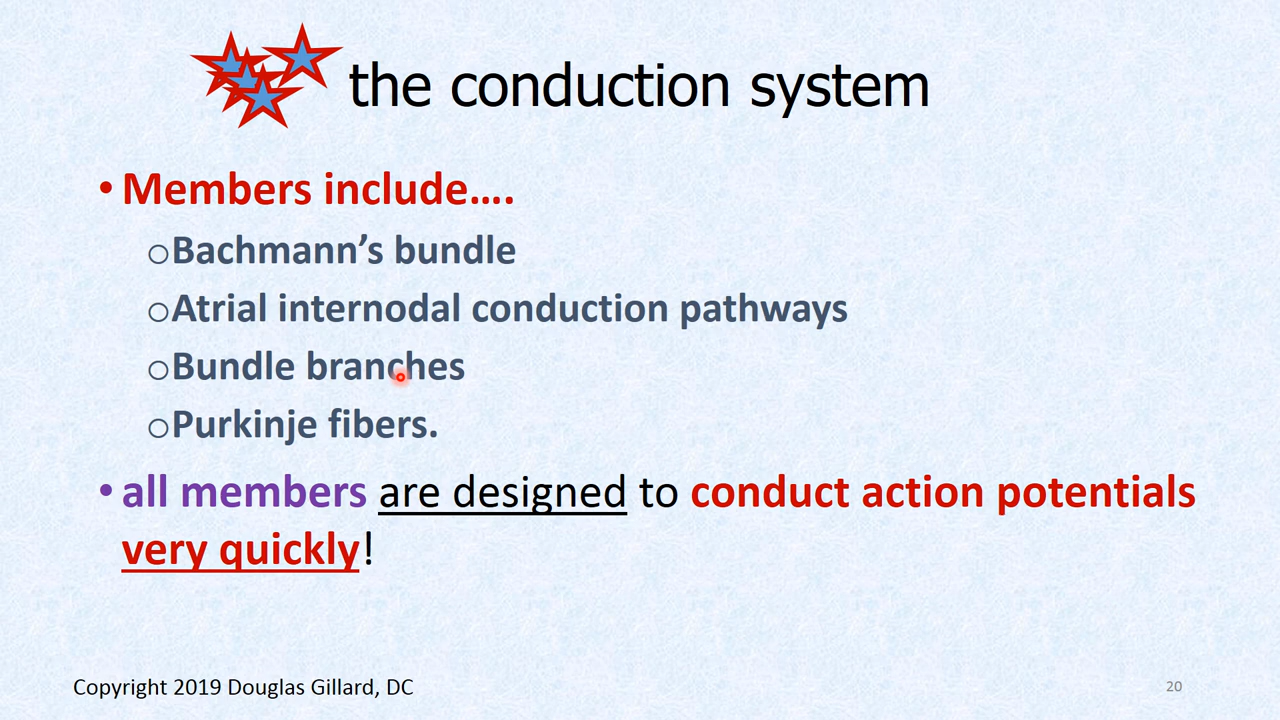 the conduction system
• Members include….
○Bachmann’s bundle
○Atrial internodal conduction pathways
○Bundle branches
○Purkinje fibers.
• all members are designed to conduct action potentials
very quickly!
Copyright 2019 Douglas Gillard, DC
20